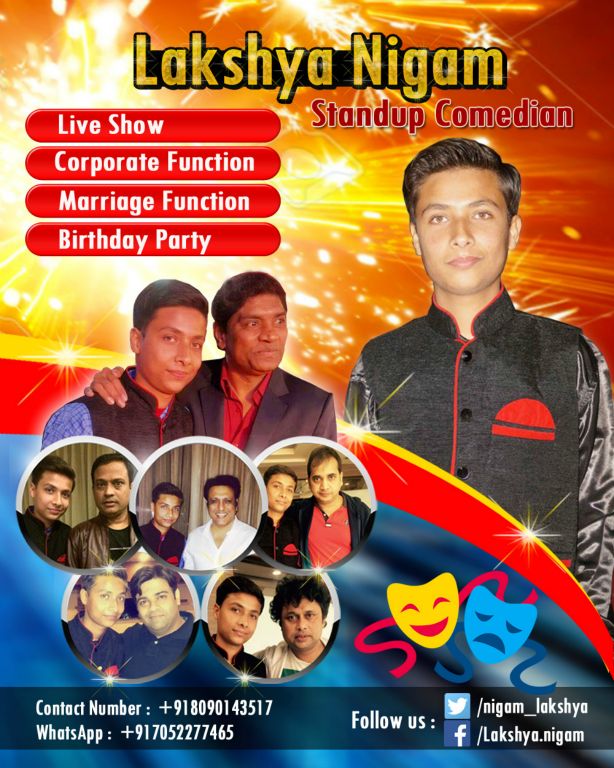 Lakshya Nigam
Standup Comedian
Live Show
Corporate Function
Marriage Function
Birthday Party
Contact Number : +918090143517
WhatsApp : +917052277465
Follow us :
/nigam_lakshya
/Lakshya.nigam